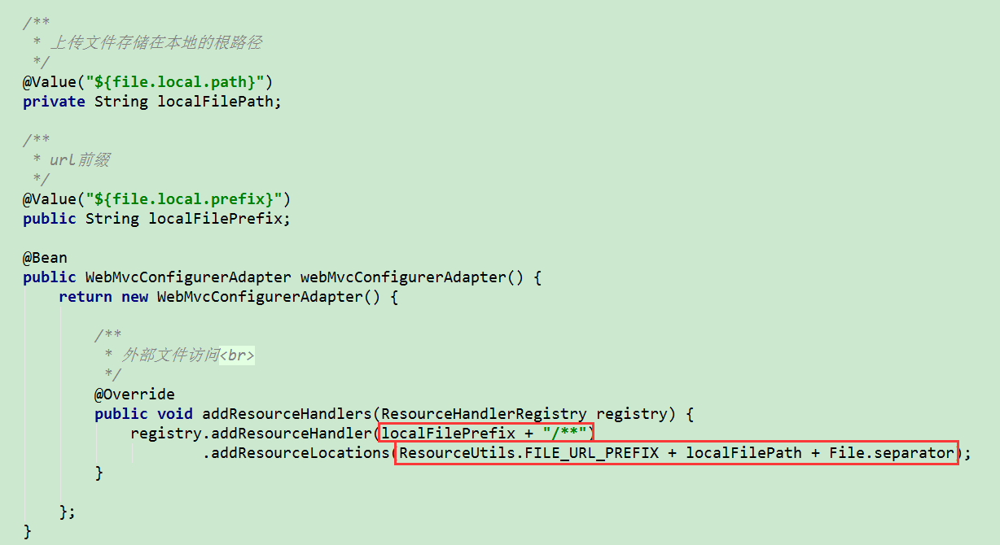 /**
 * 上传文件存储在本地的根路径
 */
@Value("${file.local.path}")
private String localFilePath;
/**
 * url前缀
 */
@Value("${file.local.prefix}")
public String localFilePrefix;
@Bean
public WebMvcConfigurerAdapter webMvcConfigurerAdapter() {
    return new WebMvcConfigurerAdapter() {
        /**
         * 外部文件访问<br>
         */
        @Override
        public void addResourceHandlers(ResourceHandlerRegistry registry) {
            registry.addResourceHandler(localFilePrefix + "/**")
                    .addResourceLocations(ResourceUtils.FILE_URL_PREFIX + localFilePath + File.separator);
        }
    };
}